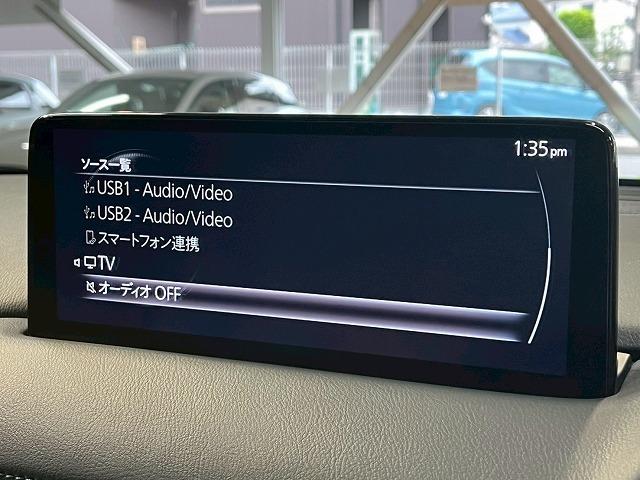 1:35pm
ソース一覧
USB1 - Audio/Video
USB2 - Audio/Video
スマートフォン連携
TV
オーディオ OFF